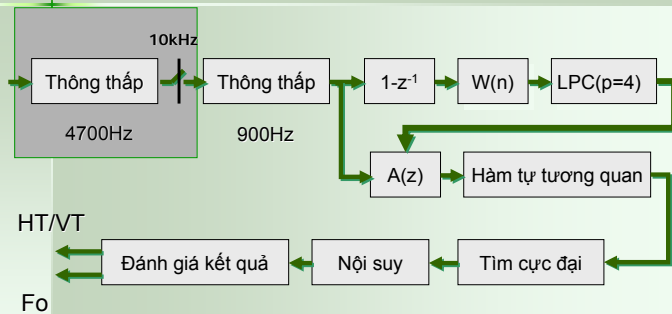 10kHz
Thông thấp
Thông thấp
1-z⁻¹
W(n)
LPC(p=4)
4700Hz
900Hz
A(z)
Hàm tự tương quan
HT/VT
Đánh giá kết quả
Nội suy
Tìm cực đại
Fo